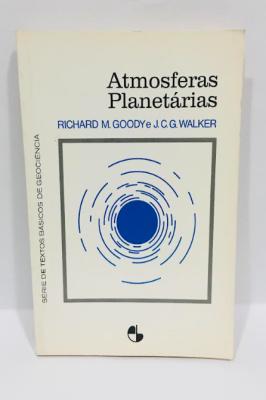 Atmosferas
Planetárias
RICHARD M. GOODY e J.C.G. WALKER
SÉRIE DE TEXTOS BÁSICOS DE GEOCIÊNCIA